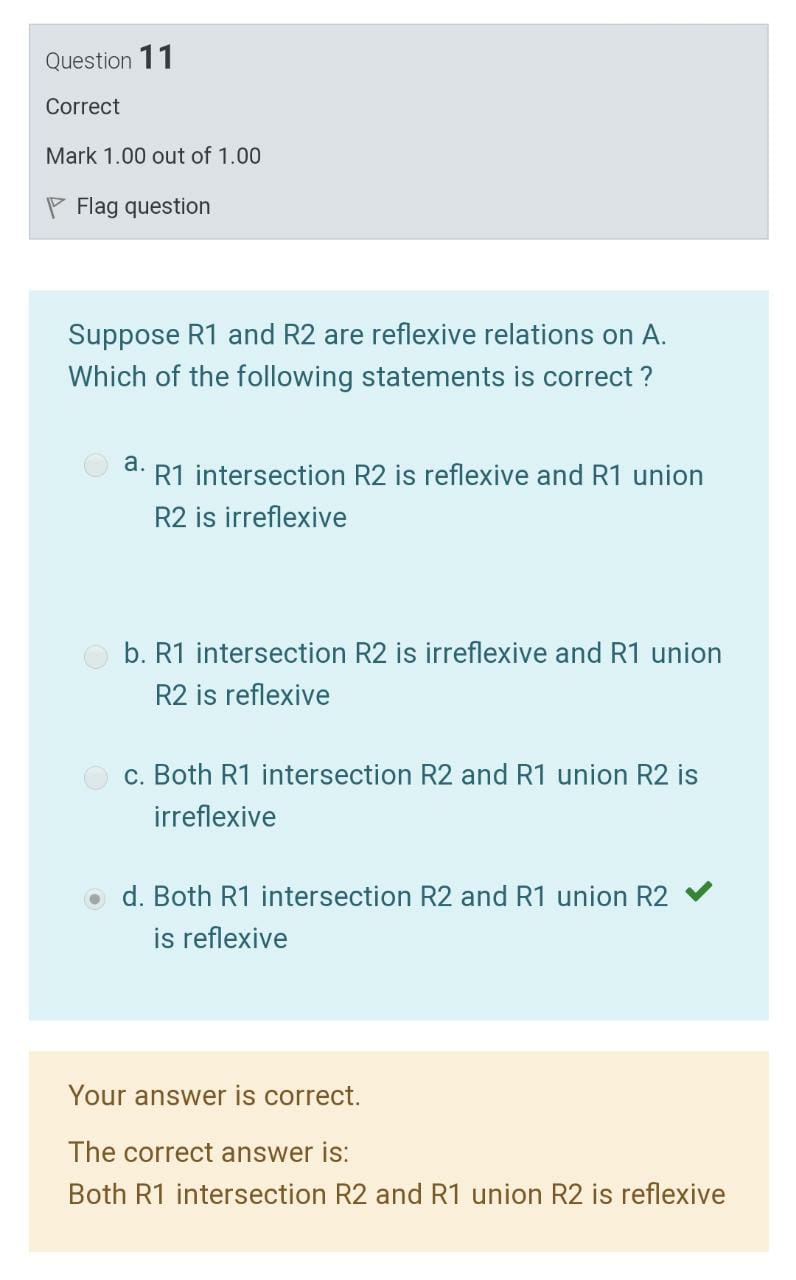 Question 11
Correct
Mark 1.00 out of 1.00
Flag question
Suppose R1 and R2 are reflexive relations on A.
Which of the following statements is correct ?
a.
R1 intersection R2 is reflexive and R1 union
R2 is irreflexive
b. R1 intersection R2 is irreflexive and R1 union
R2 is reflexive
c. Both R1 intersection R2 and R1 union R2 is
irreflexive
d. Both R1 intersection R2 and R1 union R2
is reflexive
Your answer is correct.
The correct answer is:
Both R1 intersection R2 and R1 union R2 is reflexive